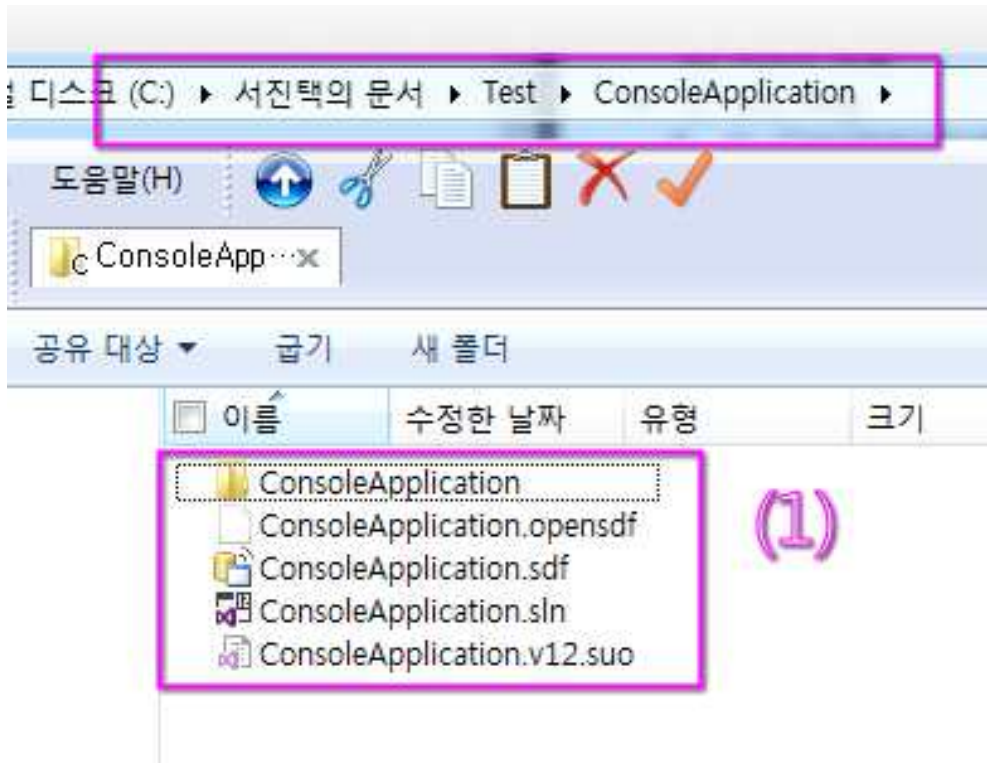 디스크 (C:) ▸ 서진택의 문서 ▸ Test ▸ ConsoleApplication ▸
도움말(H)
C ConsoleApp…x
공유 대상 ▼ 굽기 새 폴더
이름 수정한 날짜 유형 크기
ConsoleApplication
ConsoleApplication.opensdf
(1)
ConsoleApplication.sdf
ConsoleApplication.sln
ConsoleApplication.v12.suo